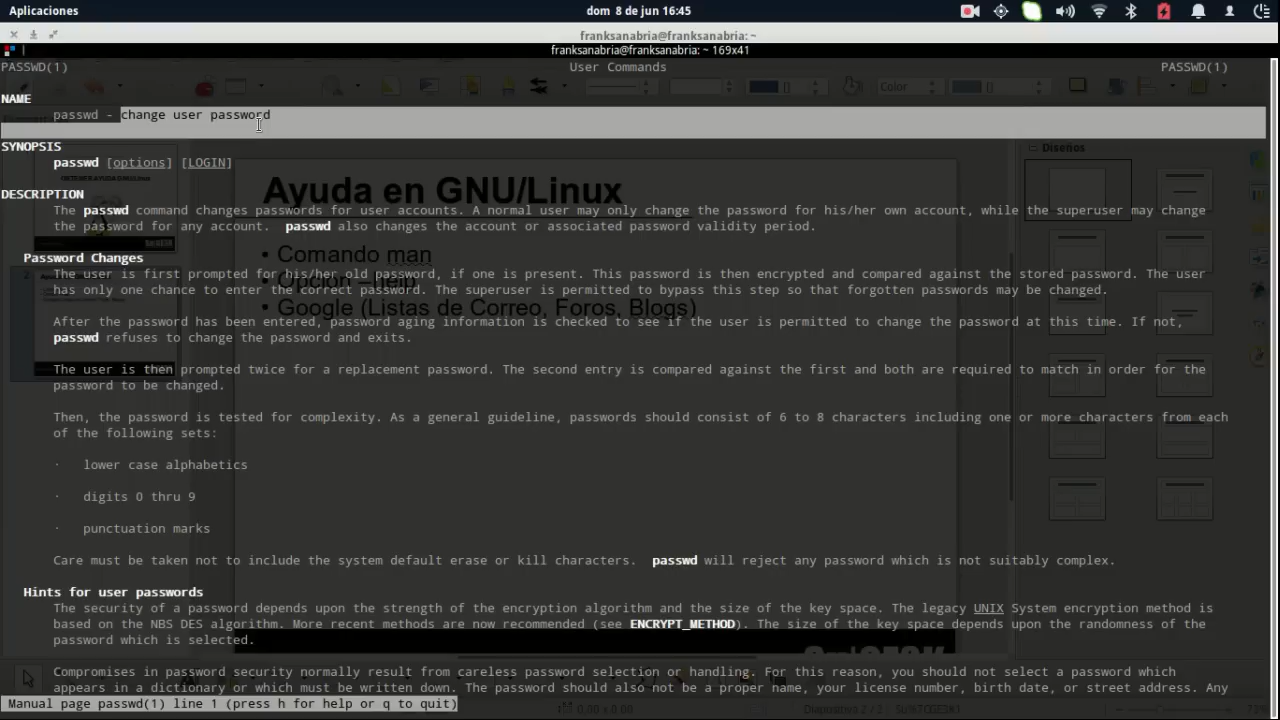 Aplicaciones
dom 8 de jun 16:45
franksanabria@franksanabria: ~
franksanabria@franksanabria: ~ 169x41
PASSWD(1) User Commands PASSWD(1)
NAME
passwd - change user password
SYNOPSIS
passwd [options] [LOGIN]
DESCRIPTION
The passwd command changes passwords for user accounts. A normal user may only change the password for his/her own account, while the superuser may change
the password for any account. passwd also changes the account or associated password validity period.
Password Changes
The user is first prompted for his/her old password, if one is present. This password is then encrypted and compared against the stored password. The user
has only one chance to enter the correct password. The superuser is permitted to bypass this step so that forgotten passwords may be changed.
After the password has been entered, password aging information is checked to see if the user is permitted to change the password at this time. If not,
passwd refuses to change the password and exits.
The user is then prompted twice for a replacement password. The second entry is compared against the first and both are required to match in order for the
password to be changed.
Then, the password is tested for complexity. As a general guideline, passwords should consist of 6 to 8 characters including one or more characters from each
of the following sets:
· lower case alphabetics
· digits 0 thru 9
· punctuation marks
Care must be taken not to include the system default erase or kill characters. passwd will reject any password which is not suitably complex.
Hints for user passwords
The security of a password depends upon the strength of the encryption algorithm and the size of the key space. The legacy UNIX System encryption method is
based on the NBS DES algorithm. More recent methods are now recommended (see ENCRYPT_METHOD). The size of the key space depends upon the randomness of the
password which is selected.
Compromises in password security normally result from careless password selection or handling. For this reason, you should not select a password which
appears in a dictionary or which must be written down. The password should also not be a proper name, your license number, birth date, or street address. Any
Manual page passwd(1) line 1 (press h for help or q to quit)
Color
Diseños
Ayuda en GNU/Linux
• Comando man
• Opción –help
• Google (Listas de Correo, Foros, Blogs)